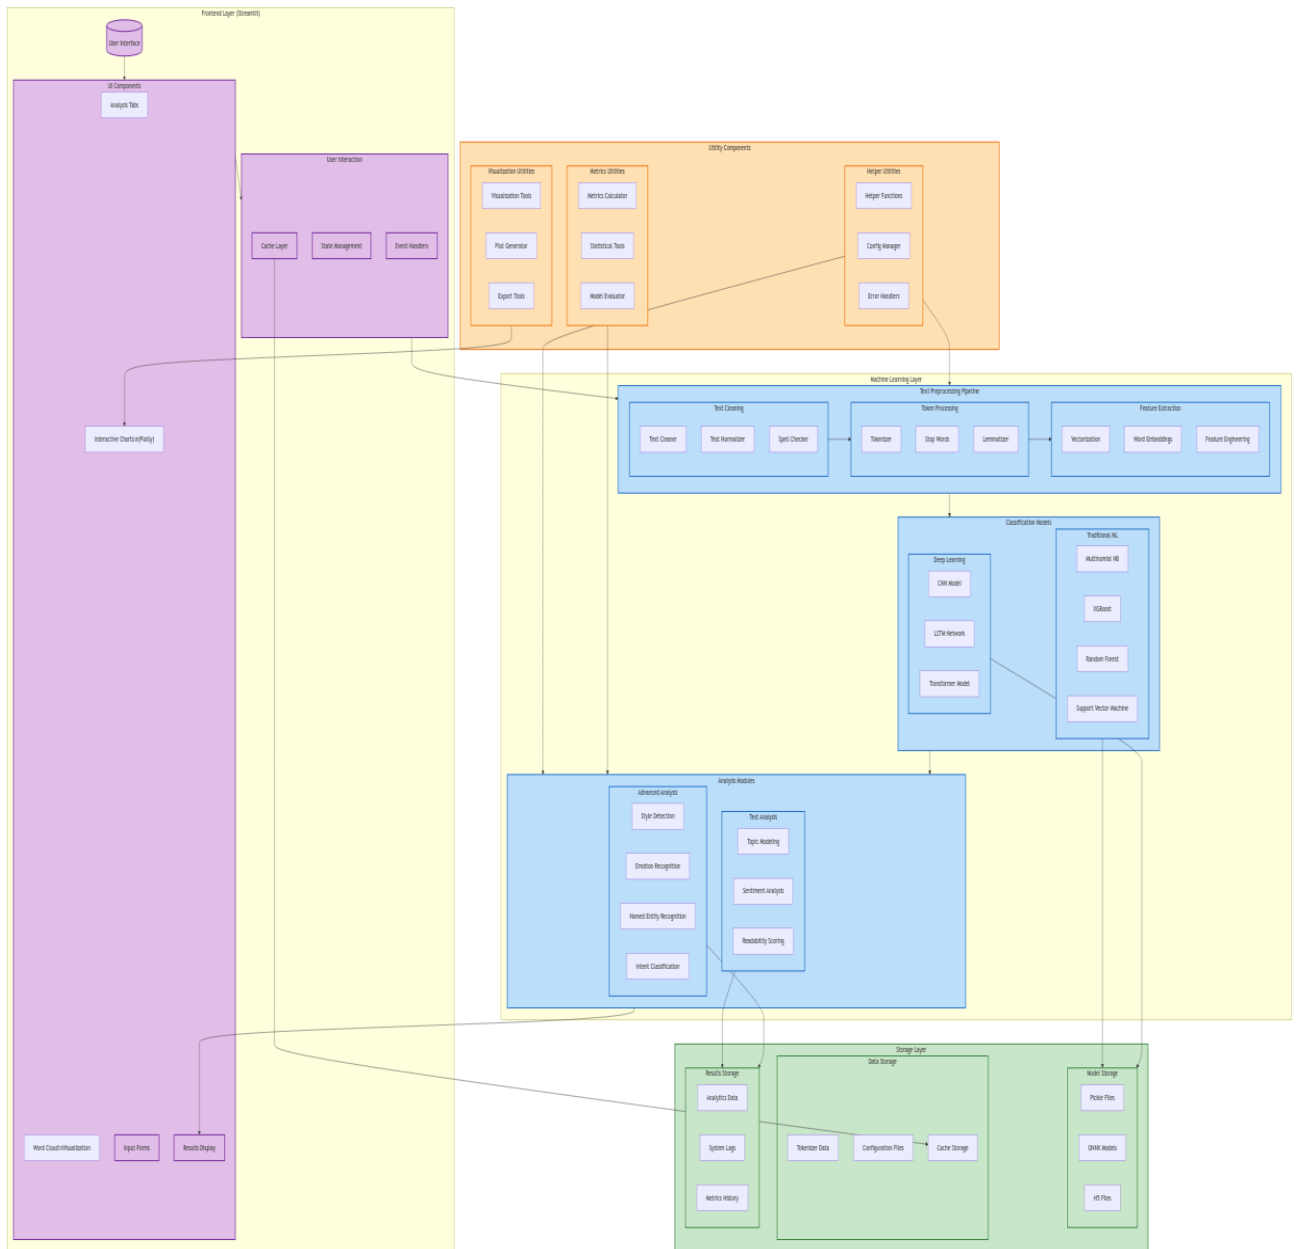 Frontend Layer (Streamlit)
User Interface
UI Components
Analysis Tabs
User Interaction
Cache Layer
State Management
Event Handlers
Interactive Charts\n(Plotly)
Word Cloud\nVisualization
Input Forms
Results Display
Utility Components
Visualization Utilities
Visualization Tools
Plot Generator
Export Tools
Metrics Utilities
Metrics Calculator
Statistical Tools
Model Evaluator
Helper Utilities
Helper Functions
Config Manager
Error Handlers
Machine Learning Layer
Text Preprocessing Pipeline
Text Cleaning
Text Cleaner
Text Normalizer
Spell Checker
Token Processing
Tokenizer
Stop Words
Lemmatizer
Feature Extraction
Vectorization
Word Embeddings
Feature Engineering
Classification Models
Deep Learning
CNN Model
LSTM Network
Transformer Model
Traditional ML
Multinomial NB
XGBoost
Random Forest
Support Vector Machine
Analysis Modules
Advanced Analysis
Style Detection
Emotion Recognition
Named Entity Recognition
Intent Classification
Text Analysis
Topic Modeling
Sentiment Analysis
Readability Scoring
Storage Layer
Results Storage
Analytics Data
System Logs
Metrics History
Data Storage
Tokenizer Data
Configuration Files
Cache Storage
Model Storage
Pickle Files
ONNX Models
H5 Files